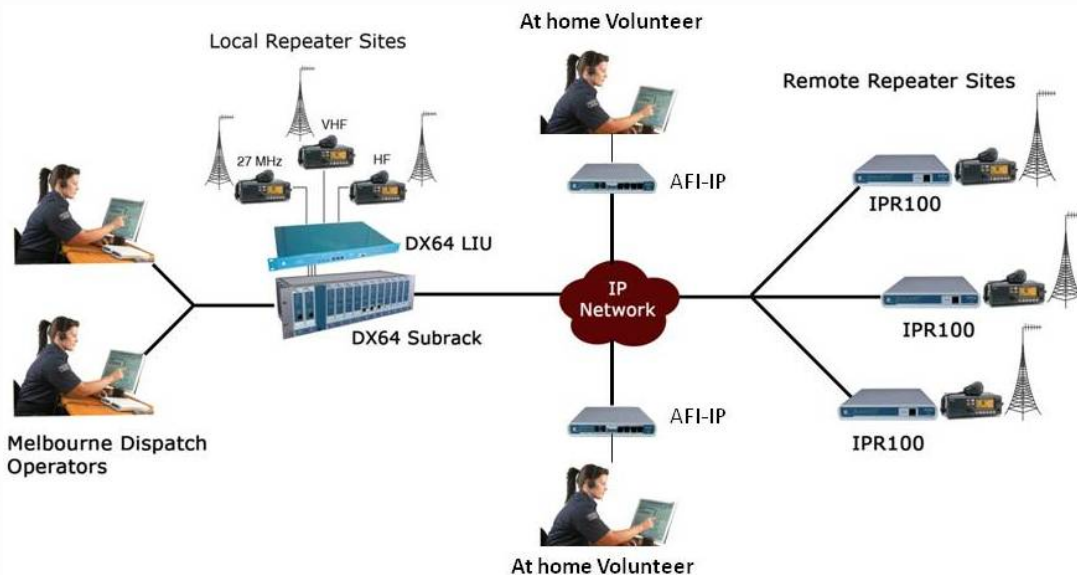 At home Volunteer
Local Repeater Sites
Remote Repeater Sites
VHF
27 MHz
HF
AFI-IP
IPR100
DX64 LIU
IP
Network
DX64 Subrack
IPR100
AFI-IP
Melbourne Dispatch
Operators
IPR100
At home Volunteer